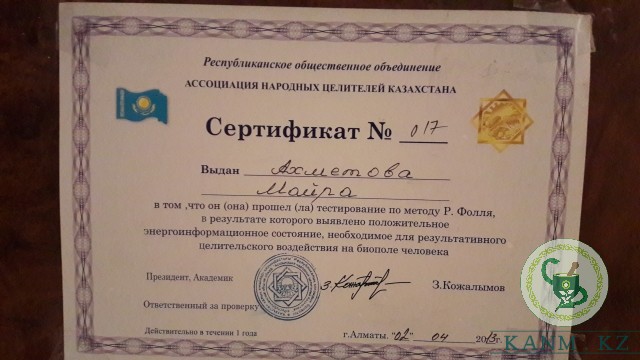 Республиканское общественное объединение
АССОЦИАЦИЯ НАРОДНЫХ ЦЕЛИТЕЛЕЙ КАЗАХСТАНА
Сертификат № 017
Выдан Ахметова
Майра
в том ,что он (она) прошел (ла) тестирование по методу Р. Фолля,
в результате которого выявлено положительное
энергоинформационное состояние, необходимое для результативного
целительского воздействия на биополе человека
Президент, Академик З.Кожалымов
Ответственный за проверку
Действительно в течении 1 года г.Алматы. "02" 04 2013г.
KANM.KZ